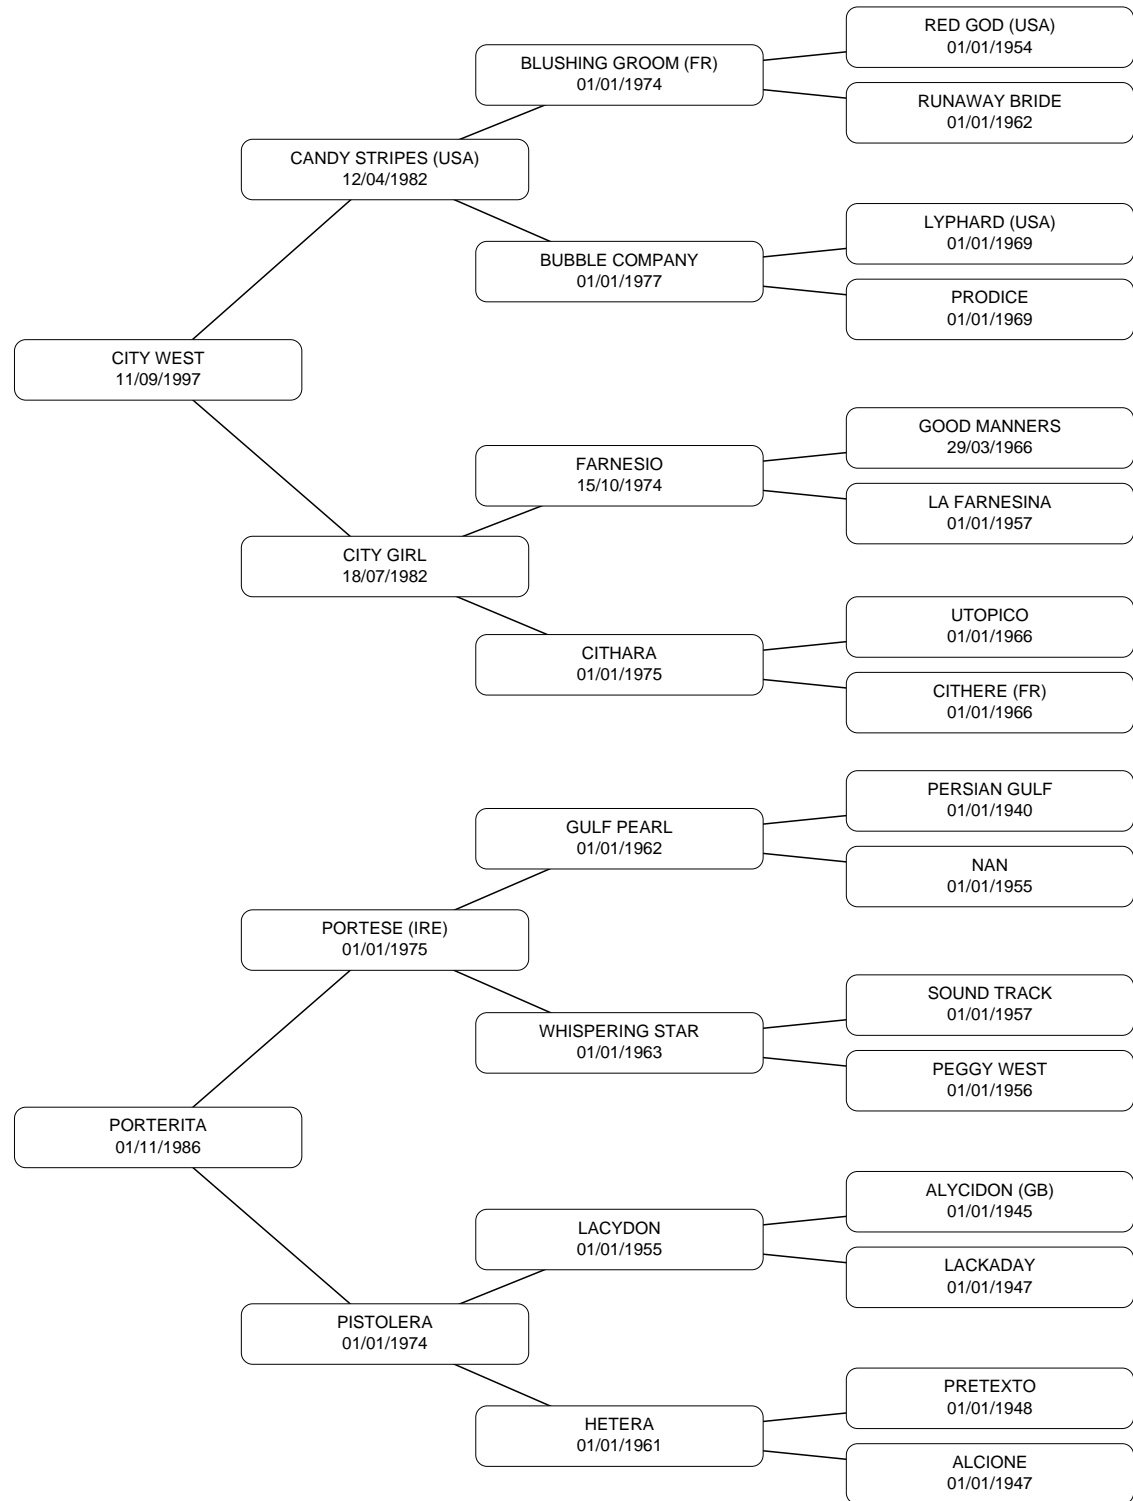 RED GOD (USA)
01/01/1954
BLUSHING GROOM (FR)
01/01/1974
RUNAWAY BRIDE
01/01/1962
CANDY STRIPES (USA)
12/04/1982
LYPHARD (USA)
01/01/1969
BUBBLE COMPANY
01/01/1977
PRODICE
01/01/1969
CITY WEST
11/09/1997
GOOD MANNERS
29/03/1966
FARNESIO
15/10/1974
LA FARNESINA
01/01/1957
CITY GIRL
18/07/1982
UTOPICO
01/01/1966
CITHARA
01/01/1975
CITHERE (FR)
01/01/1966
PERSIAN GULF
01/01/1940
GULF PEARL
01/01/1962
NAN
01/01/1955
PORTESE (IRE)
01/01/1975
SOUND TRACK
01/01/1957
WHISPERING STAR
01/01/1963
PEGGY WEST
01/01/1956
PORTERITA
01/11/1986
ALYCIDON (GB)
01/01/1945
LACYDON
01/01/1955
LACKADAY
01/01/1947
PISTOLERA
01/01/1974
PRETEXTO
01/01/1948
HETERA
01/01/1961
ALCIONE
01/01/1947